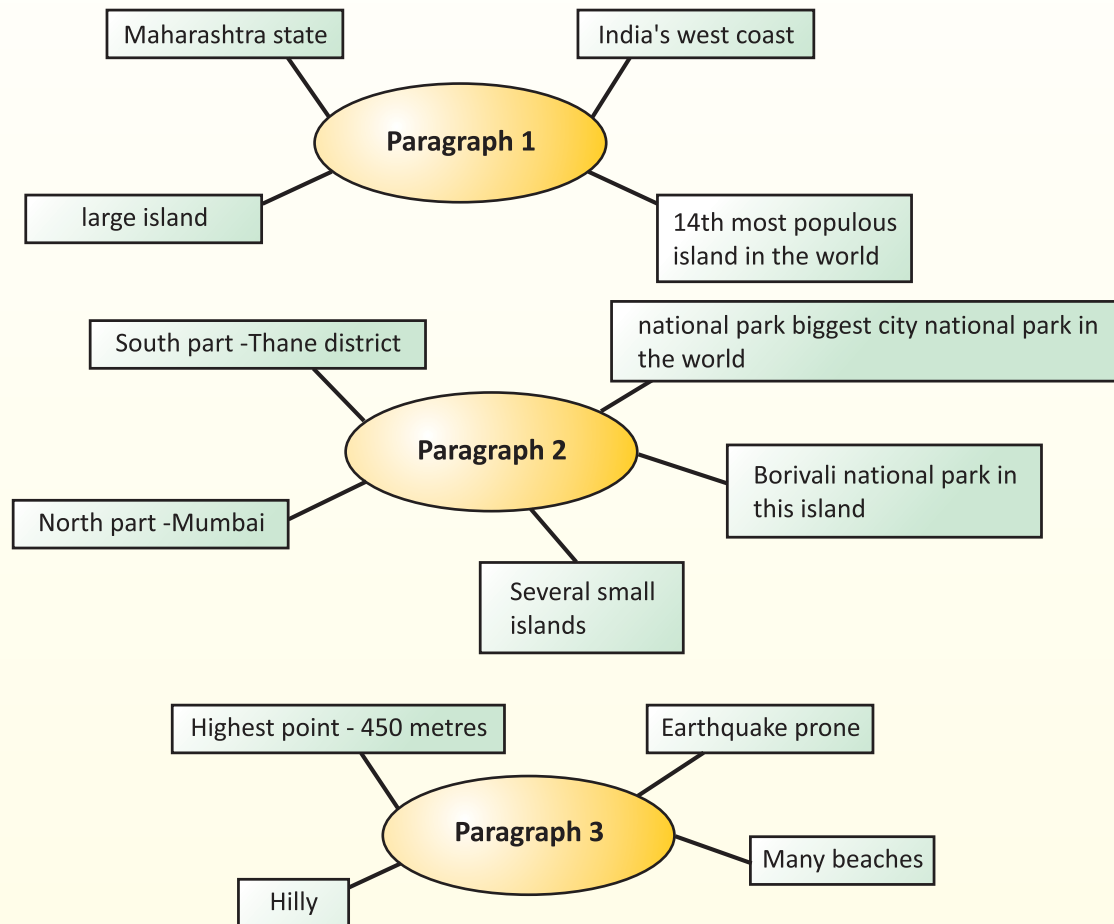 Maharashtra state
India's west coast
Paragraph 1
large island
14th most populous
island in the world
national park biggest city national park in
the world
South part -Thane district
Paragraph 2
Borivali national park in
this island
North part -Mumbai
Several small
islands
Highest point - 450 metres
Earthquake prone
Paragraph 3
Many beaches
Hilly